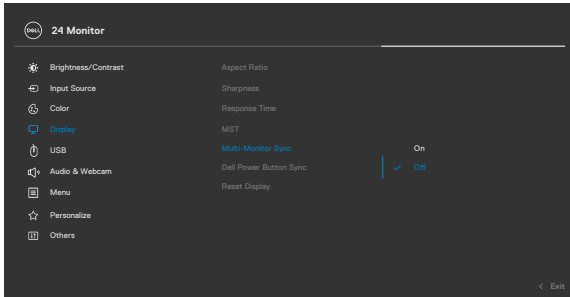 DELL 24 Monitor
Brightness/Contrast
Input Source
Color
Display
USB
Audio & Webcam
Menu
Personalize
Others
Aspect Ratio
Sharpness
Response Time
MST
Multi-Monitor Sync
Dell Power Button Sync
Reset Display
On
Off
Exit